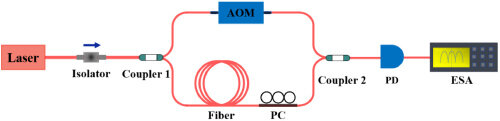 AOM
Laser
Isolator
Coupler 1
Fiber
PC
Coupler 2
PD
ESA